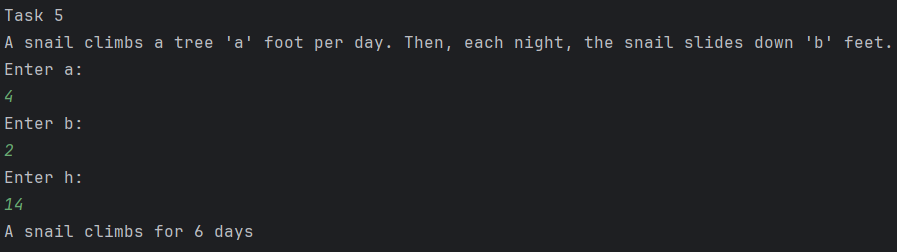 Task 5
A snail climbs a tree 'a' foot per day. Then, each night, the snail slides down 'b' feet.
Enter a:
4
Enter b:
2
Enter h:
14
A snail climbs for 6 days